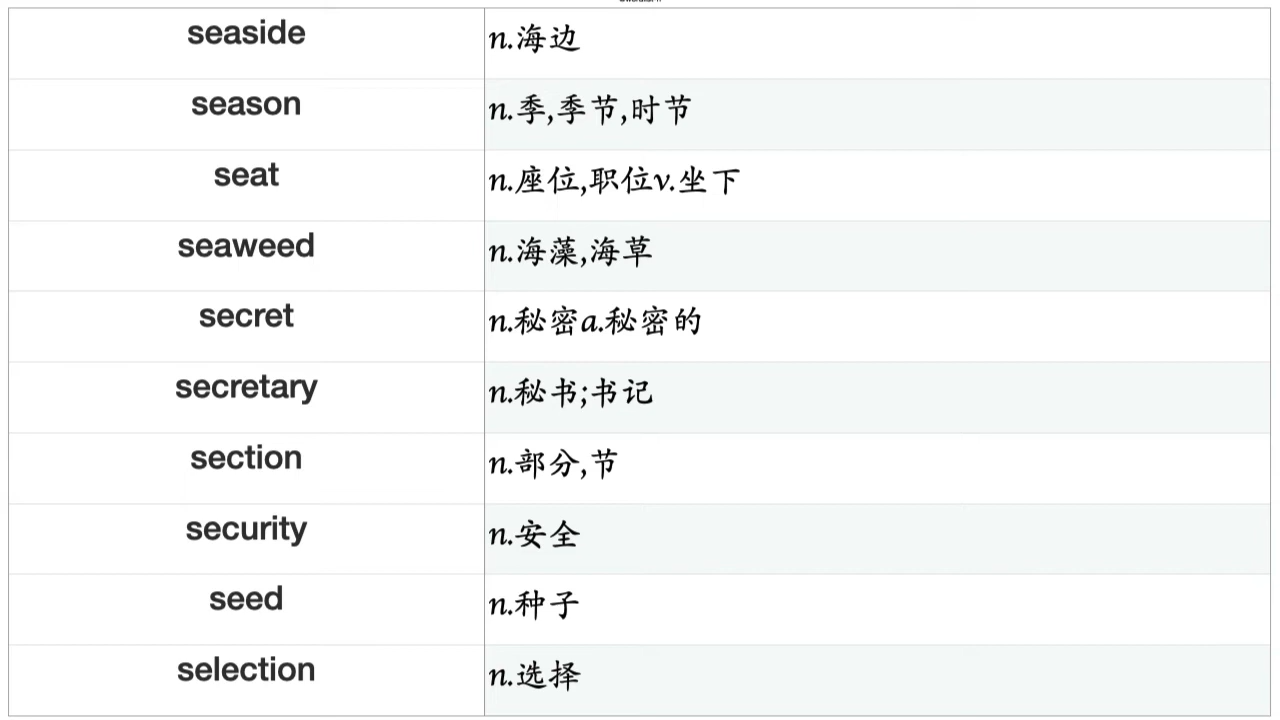 seaside n.海边
season n.季,季节,时节
seat n.座位,职位v.坐下
seaweed n.海藻,海草
secret n.秘密a.秘密的
secretary n.秘书;书记
section n.部分,节
security n.安全
seed n.种子
selection n.选择